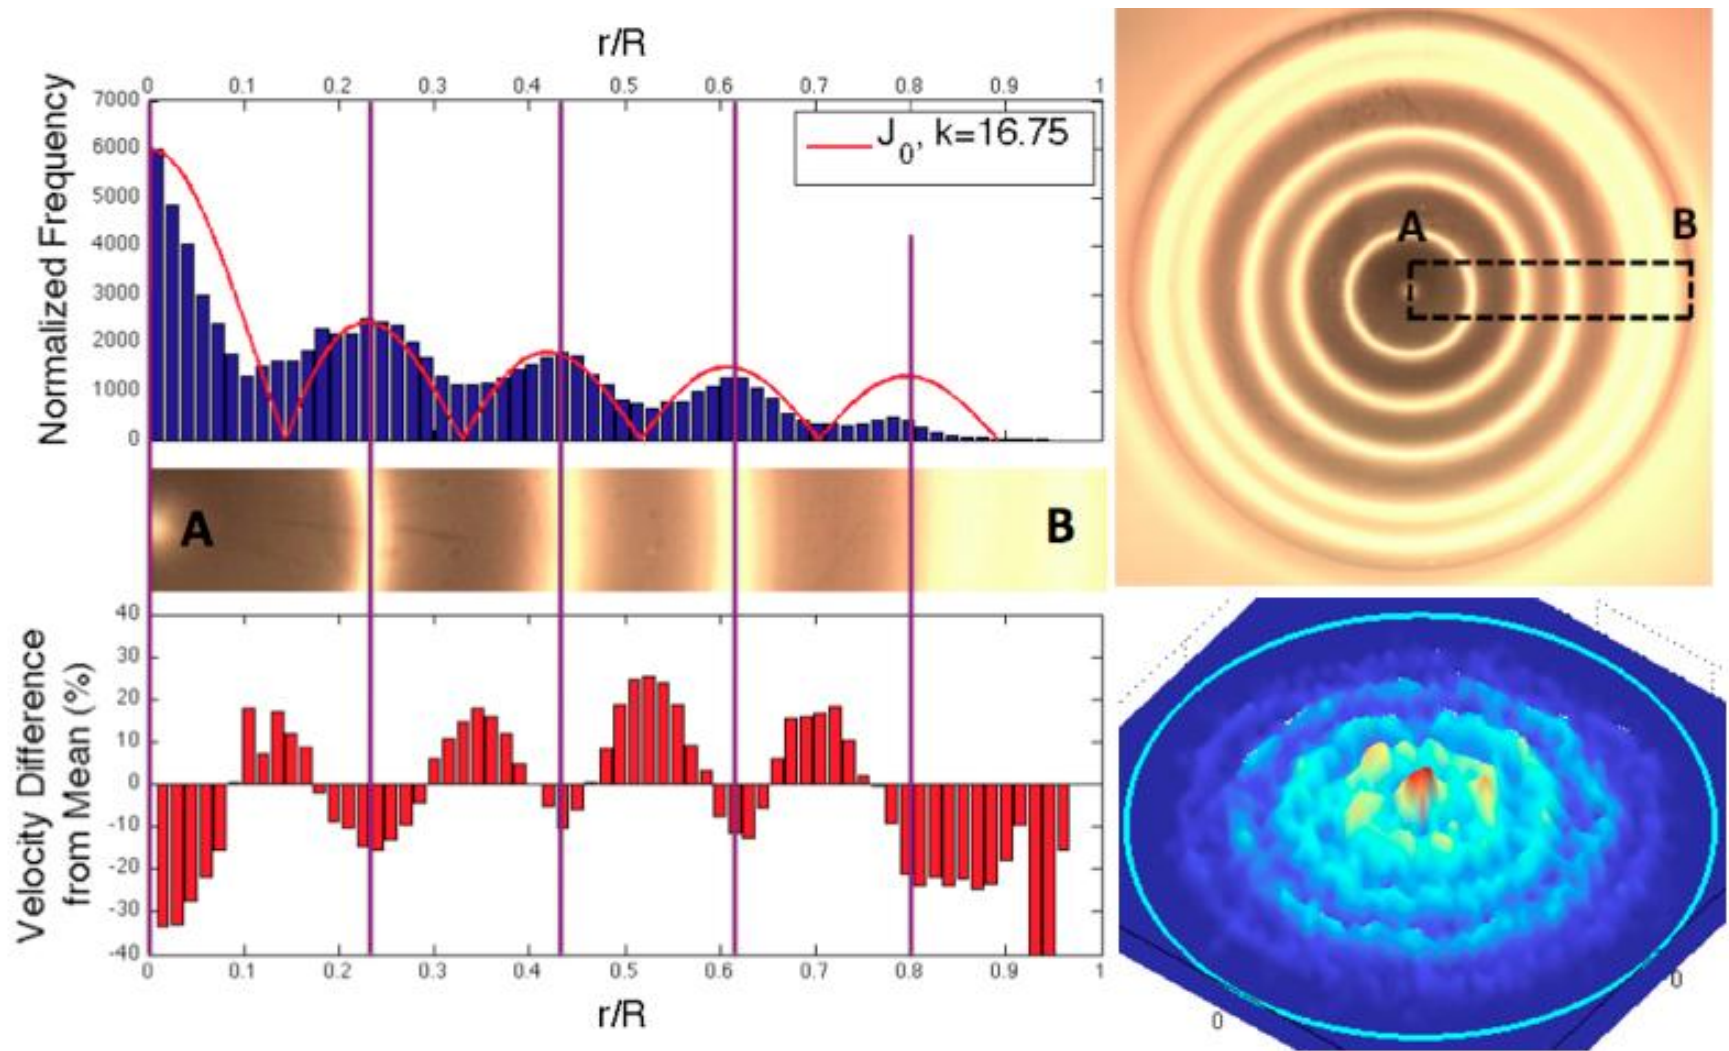 r/R
0 0.1 0.2 0.3 0.4 0.5 0.6 0.7 0.8 0.9 1
Normalized Frequency
7000
6000
5000
4000
3000
2000
1000
0
J0, k=16.75
A B
A B
Velocity Difference
from Mean (%)
40
30
20
10
0
-10
-20
-30
-40
0 0.1 0.2 0.3 0.4 0.5 0.6 0.7 0.8 0.9 1
r/R
0
0